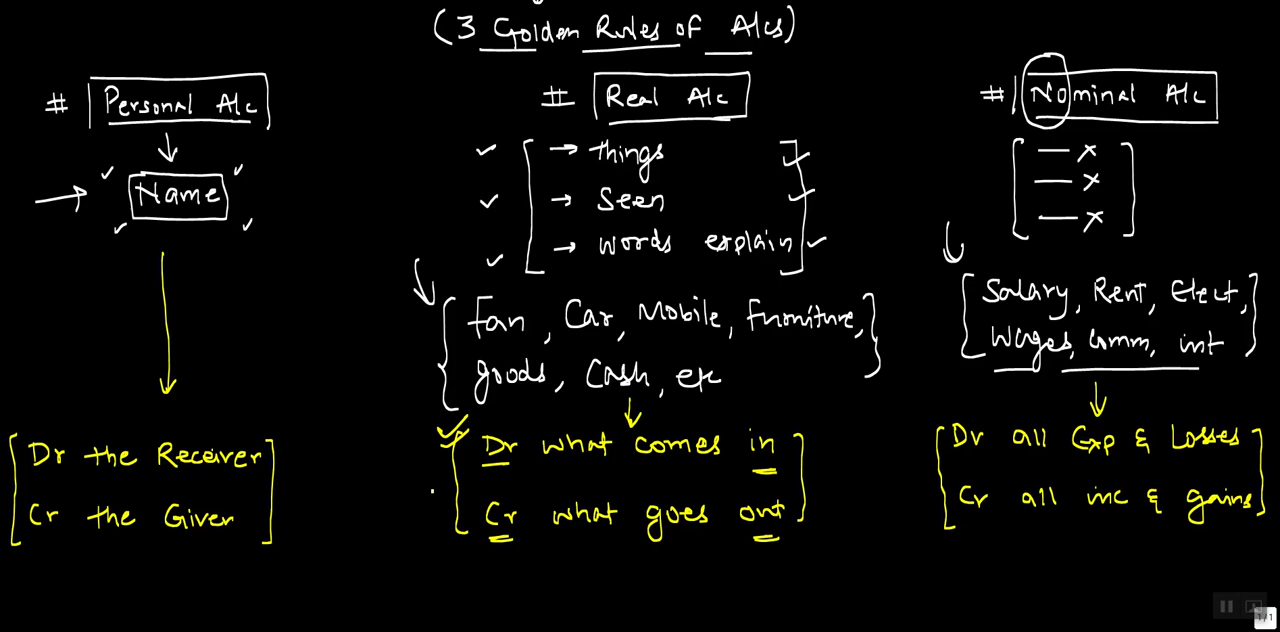 (3 Golden Rules of A/cs)
# Personal A/c
→ Name
Dr the Receiver
Cr the Giver
# Real A/c
→ things
→ Seen
→ words explain
Fan, Car, Mobile, Furniture,
goods, Cash, etc
Dr what comes in
Cr what goes out
# Nominal A/c
— x
— x
— x
Salary, Rent, Elect,
Wages, comm, int
Dr all Exp & Losses
Cr all inc & gains
1/1